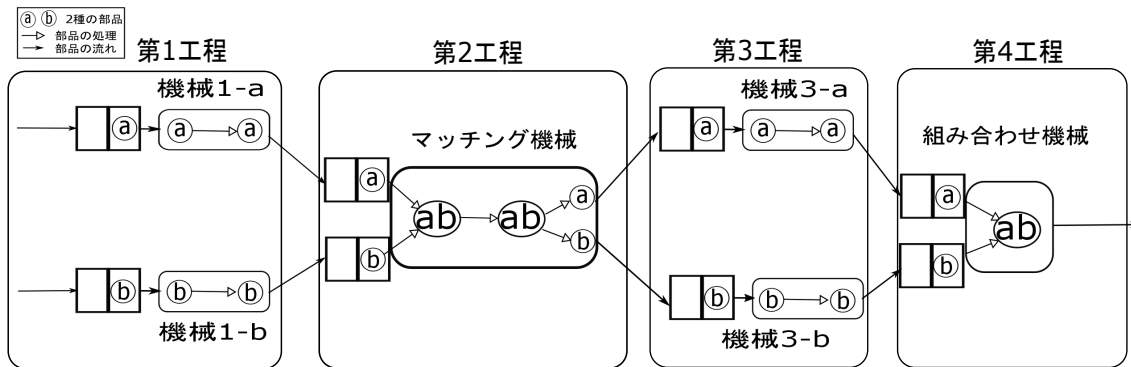 a b 2種の部品
部品の処理
部品の流れ
第1工程
第2工程
第3工程
第4工程
機械1-a
a
a a
b
b b
機械1-b
マッチング機械
a
b
ab ab
a
b
機械3-a
a
a a
b
b b
機械3-b
組み合わせ機械
a
b
ab